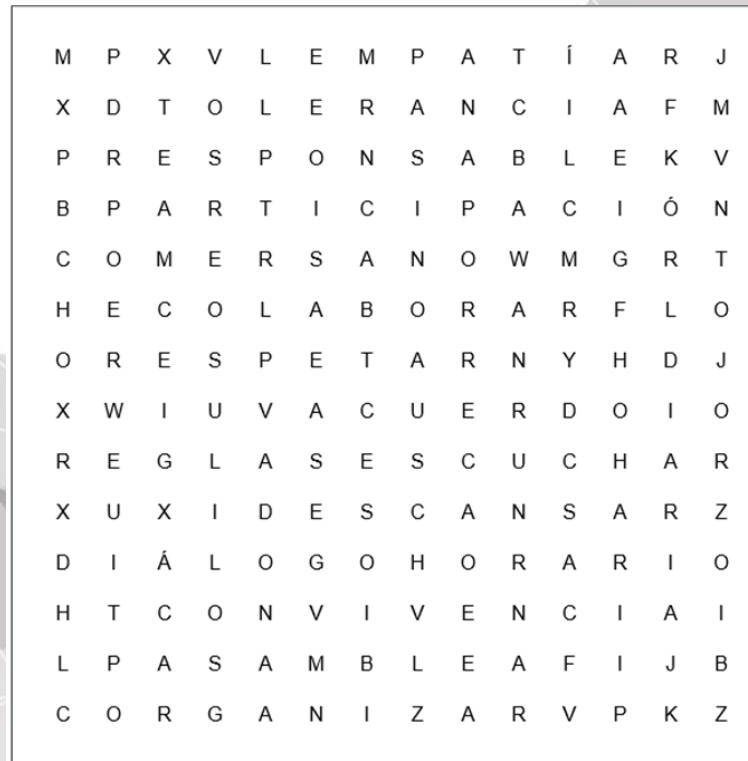 M P X V L E M P A T Í A R J
X D T O L E R A N C I A F M
P R E S P O N S A B L E K V
B P A R T I C I P A C I Ó N
C O M E R S A N O W M G R T
H E C O L A B O R A R F L O
O R E S P E T A R N Y H D J
X W I U V A C U E R D O I O
R E G L A S E S C U C H A R
X U X I D E S C A N S A R Z
D I Á L O G O H O R A R I O
H T C O N V I V E N C I A I
L P A S A M B L E A F I J B
C O R G A N I Z A R V P K Z